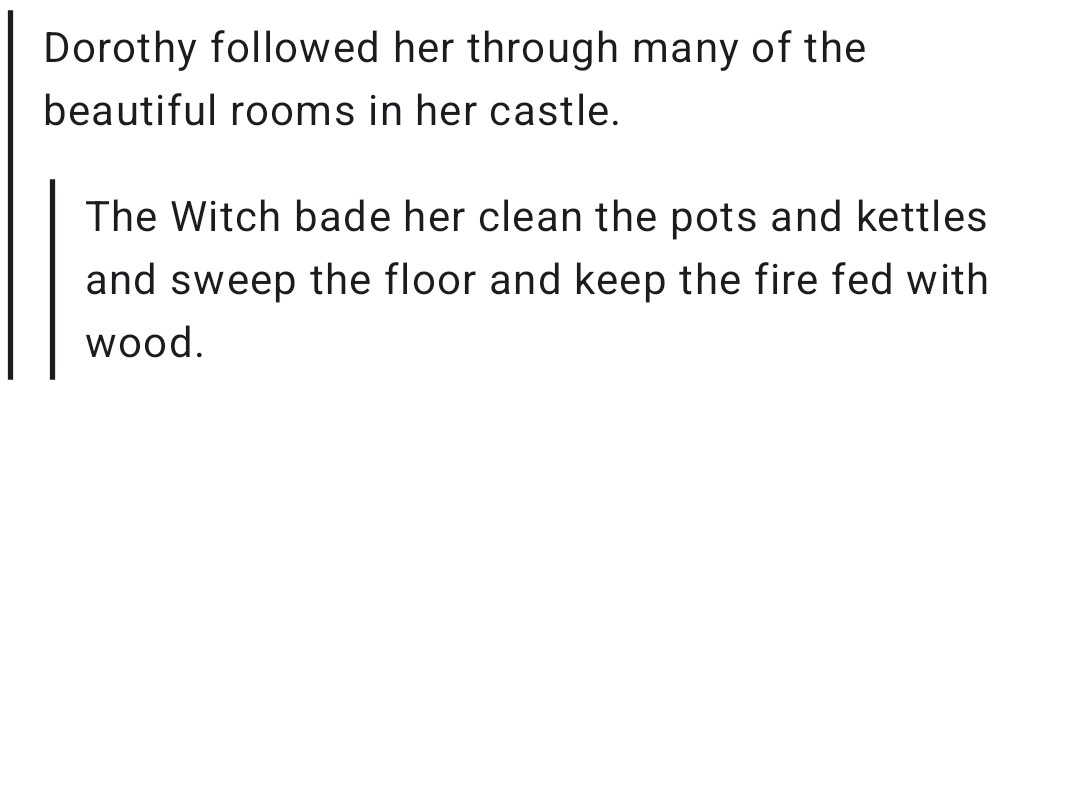 Dorothy followed her through many of the
beautiful rooms in her castle.
The Witch bade her clean the pots and kettles
and sweep the floor and keep the fire fed with
wood.